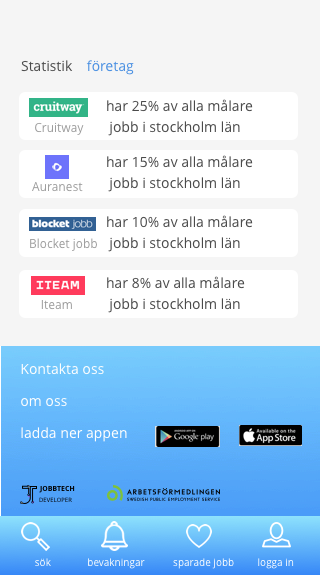 Statistik företag
cruitway
Cruitway
har 25% av alla målare
jobb i stockholm län
Auranest
har 15% av alla målare
jobb i stockholm län
blocket jobb
Blocket jobb
har 10% av alla målare
jobb i stockholm län
ITEAM
Iteam
har 8% av alla målare
jobb i stockholm län
Kontakta oss
om oss
ladda ner appen
ANDROID APP ON
Google play
Available on the
App Store
JT JOBBTECH
DEVELOPER
ARBETSFÖRMEDLINGEN
SWEDISH PUBLIC EMPLOYMENT SERVICE
sök bevakningar sparade jobb logga in